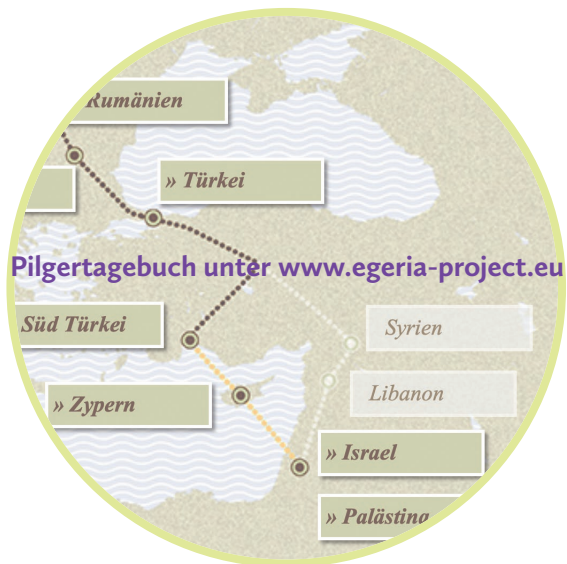 Rumänien
» Türkei
Pilgertagebuch unter www.egeria-project.eu
Süd Türkei
Syrien
Libanon
» Zypern
» Israel
» Palästina